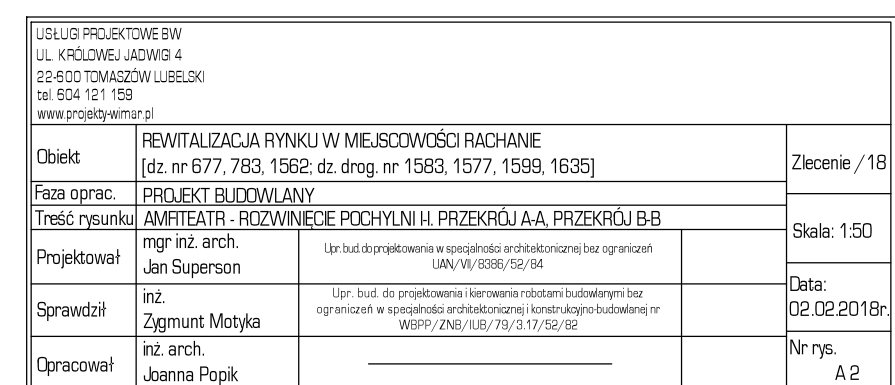 USŁUGI PROJEKTOWE BW
UL. KRÓLOWEJ JADWIGI 4
22-600 TOMASZÓW LUBELSKI
tel. 604 121 159
www.projekty-wimar.pl
Obiekt
REWITALIZACJA RYNKU W MIEJSCOWOŚCI RACHANIE
[dz. nr 677, 783, 1562; dz. drog. nr 1583, 1577, 1599, 1635]
Zlecenie /18
Faza oprac.
PROJEKT BUDOWLANY
Treść rysunku
AMFITEATR - ROZWINIĘCIE POCHYLNI I-I. PRZEKRÓJ A-A, PRZEKRÓJ B-B
Skala: 1:50
Projektował
mgr inż. arch.
Jan Superson
Upr. bud. do projektowania w specjalności architektonicznej bez ograniczeń
UAN/VII/8386/52/84
Data:
02.02.2018r.
Sprawdził
inż.
Zygmunt Motyka
Upr. bud. do projektowania i kierowania robotami budowlanymi bez
ograniczeń w specjalności architektonicznej i konstrukcyjno-budowlanej nr
WBPP/ZNB/IUB/79/3.17/52/82
Opracował
inż. arch.
Joanna Popik
Nr rys.
A 2